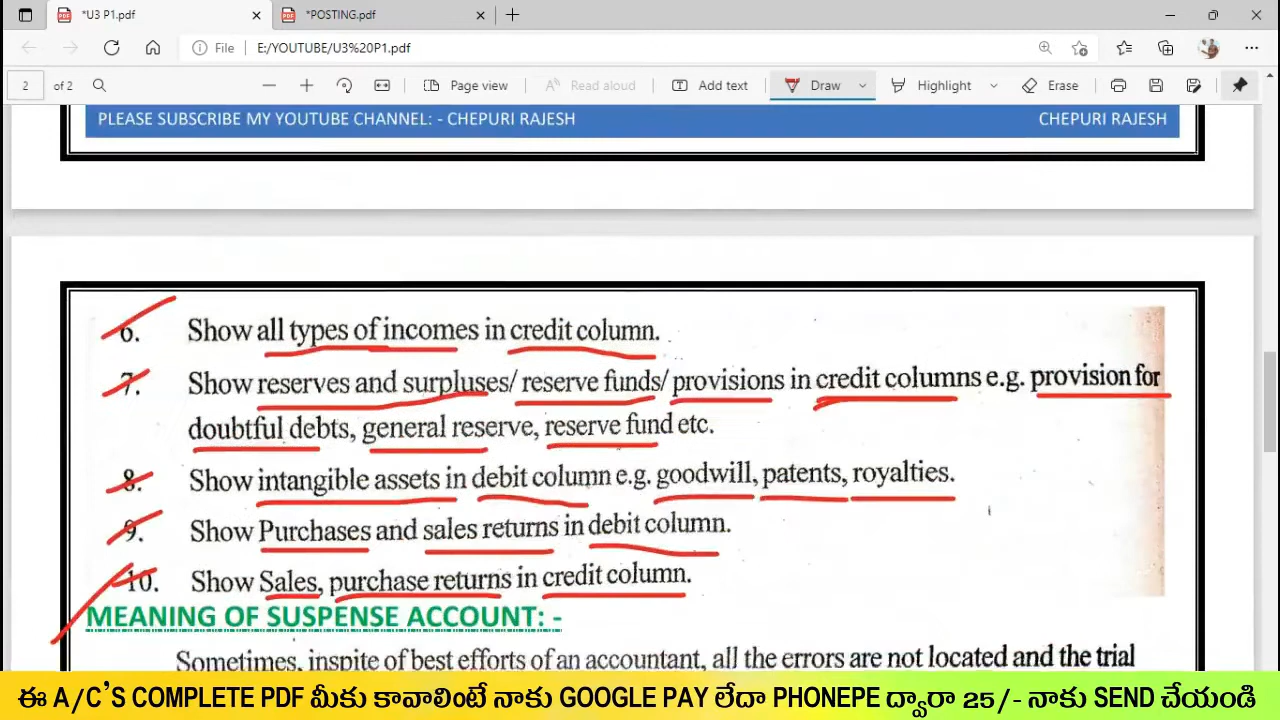 *U3 P1.pdf
*POSTING.pdf
File E:/YOUTUBE/U3%20P1.pdf
2 of 2 Page view Read aloud Add text Draw Highlight Erase
PLEASE SUBSCRIBE MY YOUTUBE CHANNEL: - CHEPURI RAJESH CHEPURI RAJESH
6. Show all types of incomes in credit column.
7. Show reserves and surpluses/ reserve funds/ provisions in credit columns e.g. provision for
doubtful debts, general reserve, reserve fund etc.
8. Show intangible assets in debit column e.g. goodwill, patents, royalties.
9. Show Purchases and sales returns in debit column.
10. Show Sales, purchase returns in credit column.
MEANING OF SUSPENSE ACCOUNT: -
Sometimes, inspite of best efforts of an accountant, all the errors are not located and the trial
ఈ A/C'S COMPLETE PDF మీకు కావాలింటే నాకు GOOGLE PAY లేదా PHONEPE ద్వారా 25/- నాకు SEND చేయండి